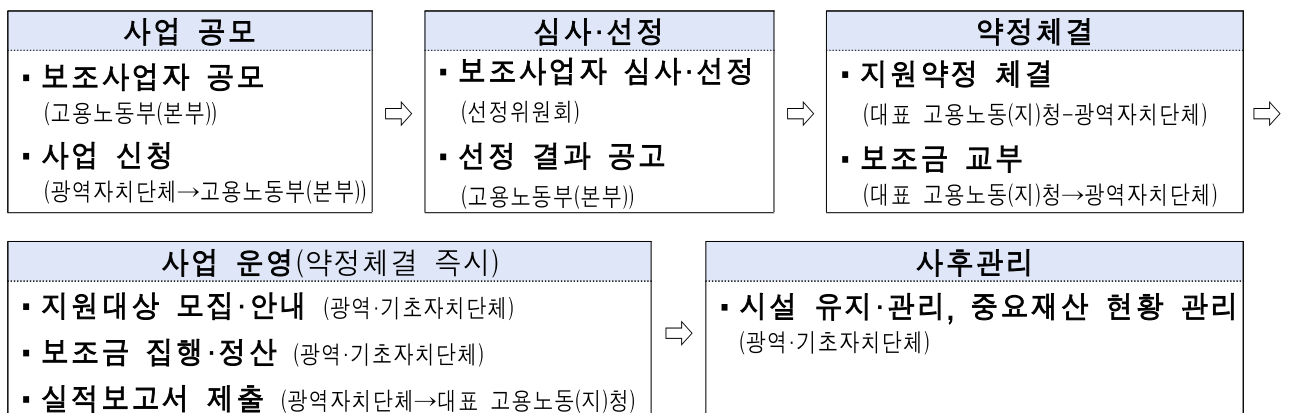 사업 공모
▪ 보조사업자 공모
(고용노동부(본부))
▪ 사업 신청
(광역자치단체→고용노동부(본부))
⇨
심사·선정
▪ 보조사업자 심사·선정
(선정위원회)
▪ 선정 결과 공고
(고용노동부(본부))
⇨
약정체결
▪ 지원약정 체결
(대표 고용노동(지)청-광역자치단체)
▪ 보조금 교부
(대표 고용노동(지)청→광역자치단체)
⇨
사업 운영(약정체결 즉시)
▪ 지원대상 모집·안내 (광역·기초자치단체)
▪ 보조금 집행·정산 (광역·기초자치단체)
▪ 실적보고서 제출 (광역자치단체→대표 고용노동(지)청)
⇨
사후관리
▪ 시설 유지·관리, 중요재산 현황 관리
(광역·기초자치단체)